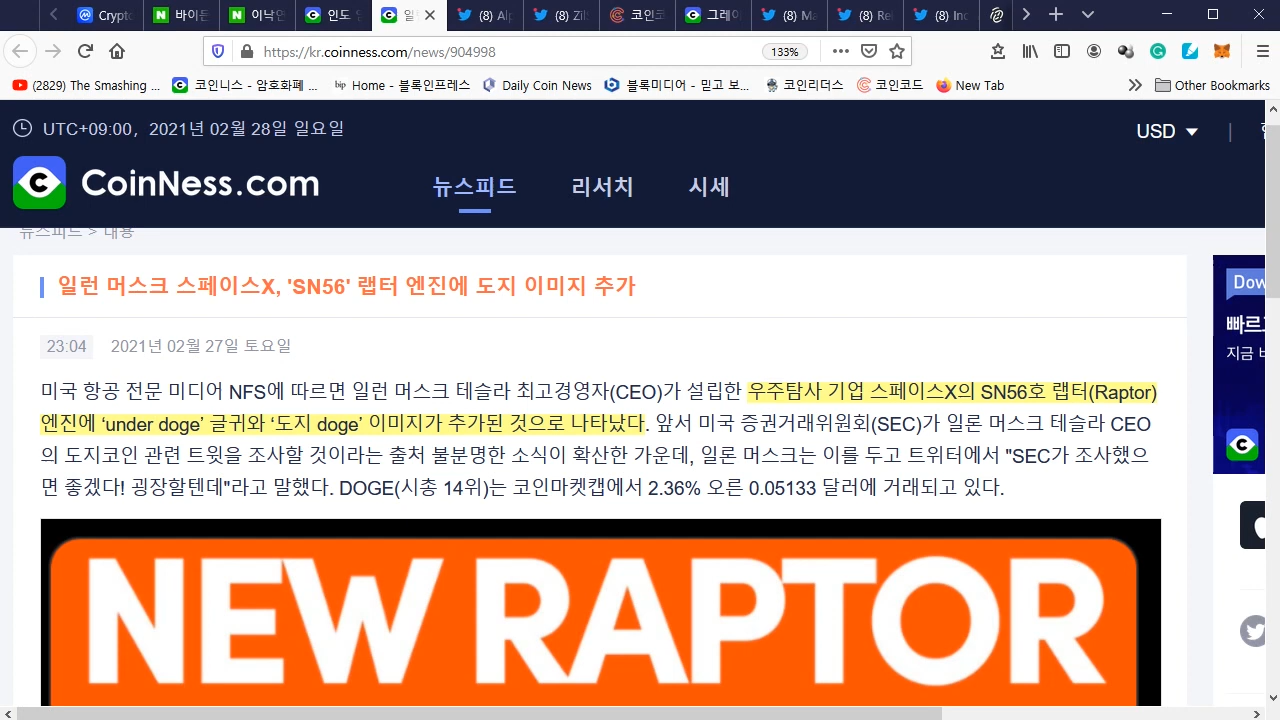 Crypto
바이든
이낙연
인도
일
(8) Al
(8) Zil
코인코
그레이
(8) Ma
(8) Re
(8) Inc
https://kr.coinness.com/news/904998
133%
(2829) The Smashing ...
코인니스 - 암호화폐 ...
bip
Home - 블록인프레스
Daily Coin News
블록미디어 - 믿고 보...
코인리더스
코인코드
New Tab
Other Bookmarks
UTC+09:00, 2021년 02월 28일 일요일
USD
CoinNess.com
뉴스피드
리서치
시세
뉴스피드 > 내용
일런 머스크 스페이스X, 'SN56' 랩터 엔진에 도지 이미지 추가
23:04 2021년 02월 27일 토요일
미국 항공 전문 미디어 NFS에 따르면 일런 머스크 테슬라 최고경영자(CEO)가 설립한 우주탐사 기업 스페이스X의 SN56호 랩터(Raptor)
엔진에 ‘under doge’ 글귀와 ‘도지 doge’ 이미지가 추가된 것으로 나타났다. 앞서 미국 증권거래위원회(SEC)가 일론 머스크 테슬라 CEO
의 도지코인 관련 트윗을 조사할 것이라는 출처 불분명한 소식이 확산한 가운데, 일론 머스크는 이를 두고 트위터에서 "SEC가 조사했으
면 좋겠다! 굉장할텐데"라고 말했다. DOGE(시총 14위)는 코인마켓캡에서 2.36% 오른 0.05133 달러에 거래되고 있다.
NEW RAPTOR
Dow
빠르
지금